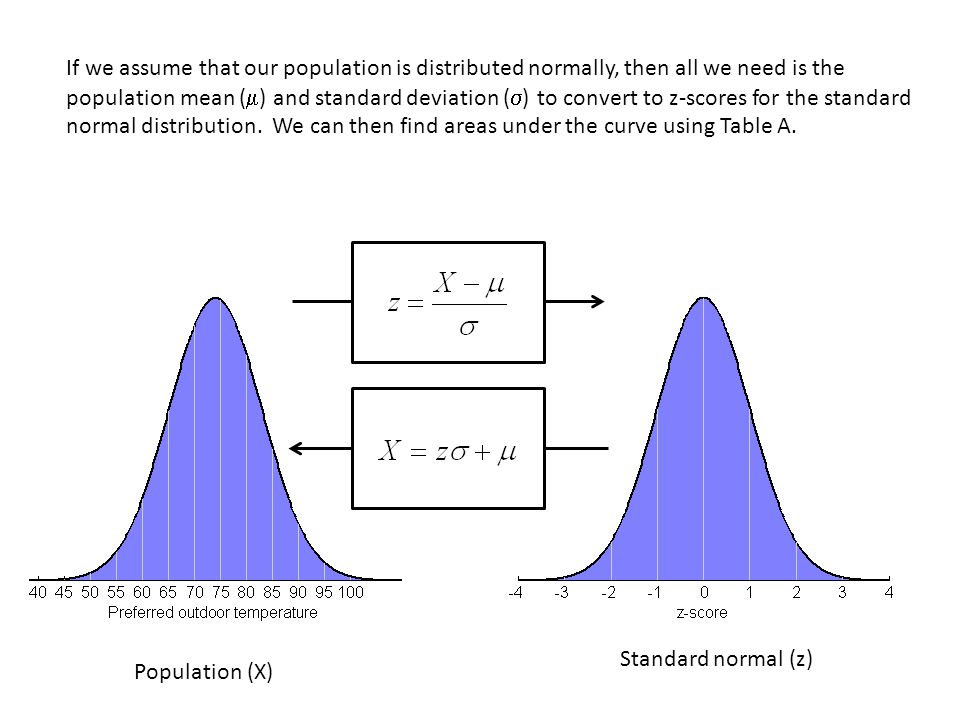 If we assume that our population is distributed normally, then all we need is the
population mean (μ) and standard deviation (σ) to convert to z-scores for the standard
normal distribution.  We can then find areas under the curve using Table A.
z = (X − μ) / σ
X = zσ + μ
40 45 50 55 60 65 70 75 80 85 90 95 100
Preferred outdoor temperature
-4 -3 -2 -1 0 1 2 3 4
z-score
Population (X)
Standard normal (z)